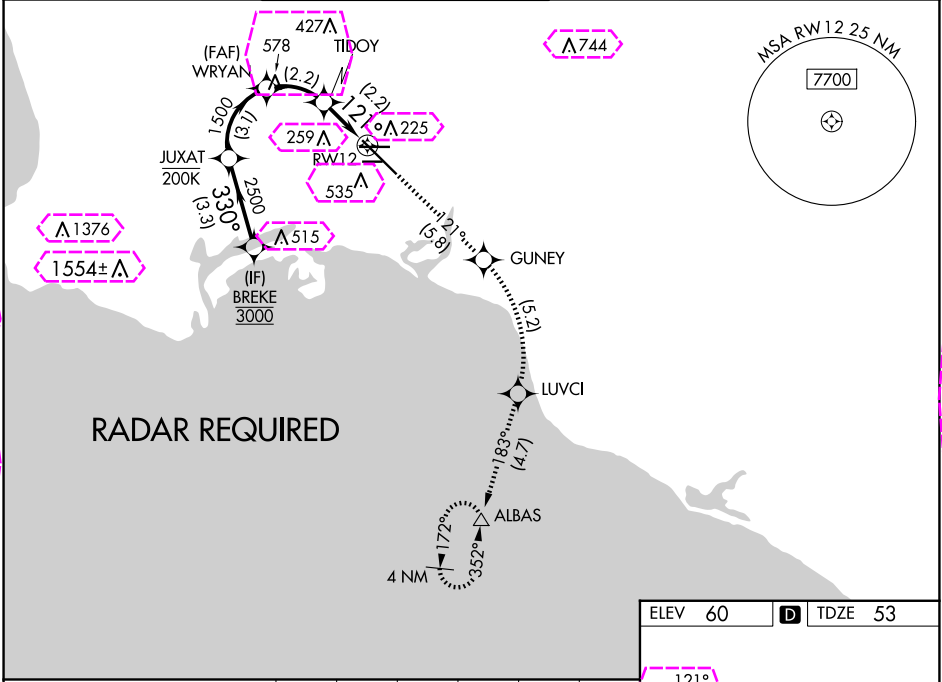 427
578
TIDOY
(FAF)
WRYAN
(2.2)
744
MSA RW12 25 NM
7700
1500
(3.1)
(2.2)
121°
225
259
RW12
JUXAT
200K
535
2500
330°
(3.3)
1376
515
1554±
(IF)
BREKE
3000
121°
(5.8)
GUNEY
(5.2)
LUVCI
RADAR REQUIRED
183°
(4.7)
ALBAS
172°
352°
4 NM
ELEV 60 D TDZE 53
121°